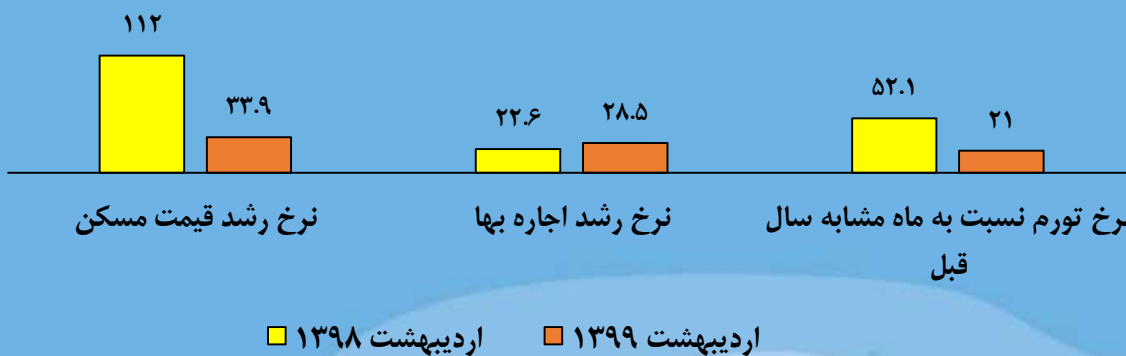 ۱۱۲
۳۳.۹
۲۲.۶
۲۸.۵
۵۲.۱
۲۱
نرخ رشد قیمت مسکن
نرخ رشد اجاره بها
نرخ تورم نسبت به ماه مشابه سال
قبل
اردیبهشت ۱۳۹۸
اردیبهشت ۱۳۹۹